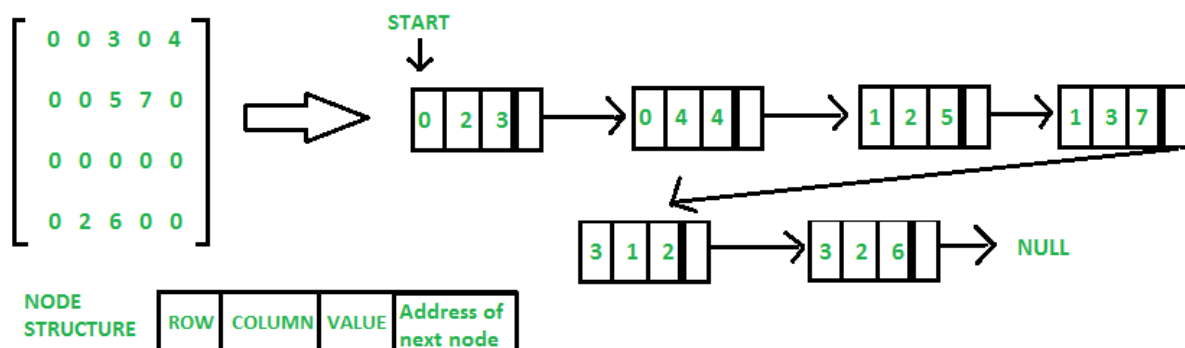 0 0 3 0 4
0 0 5 7 0
0 0 0 0 0
0 2 6 0 0
START
0 2 3
0 4 4
1 2 5
1 3 7
3 1 2
3 2 6
NULL
NODE
STRUCTURE
ROW
COLUMN
VALUE
Address of
next node